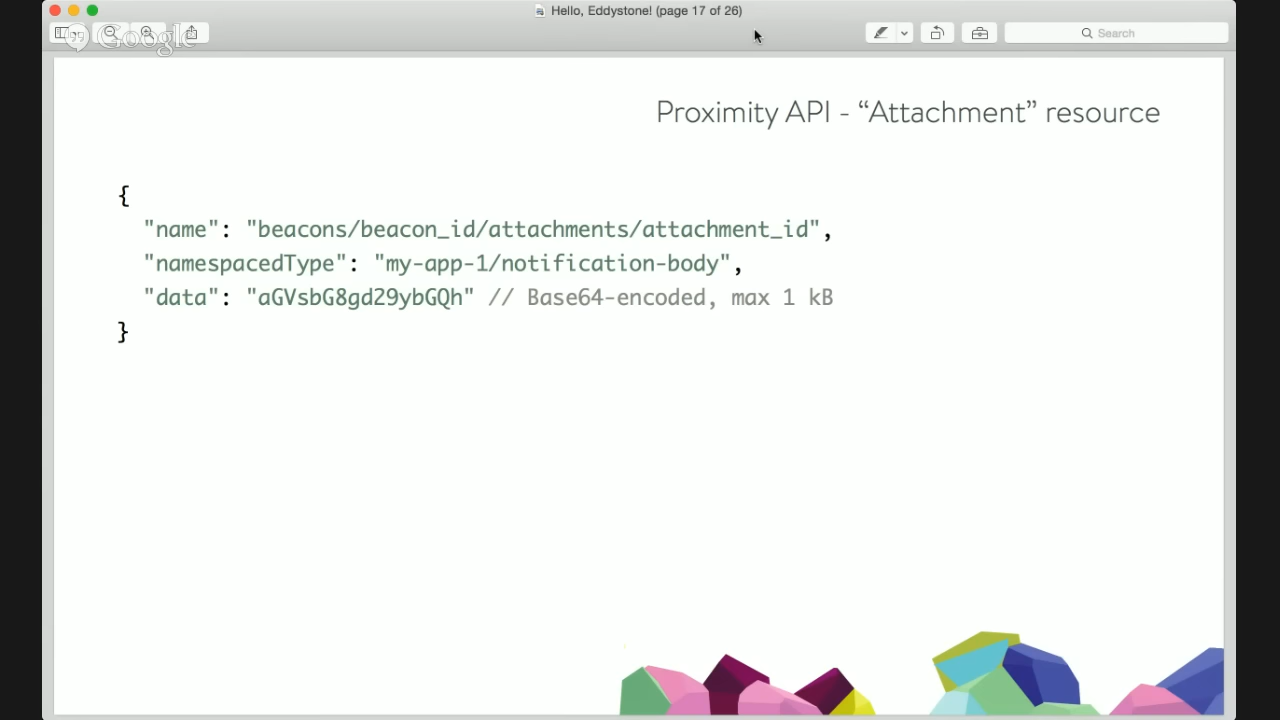 Hello, Eddystone! (page 17 of 26)
Google
Search
Proximity API - “Attachment” resource
{
"name": "beacons/beacon_id/attachments/attachment_id",
"namespacedType": "my-app-1/notification-body",
"data": "aGVsbG8gd29ybGQh" // Base64-encoded, max 1 kB
}